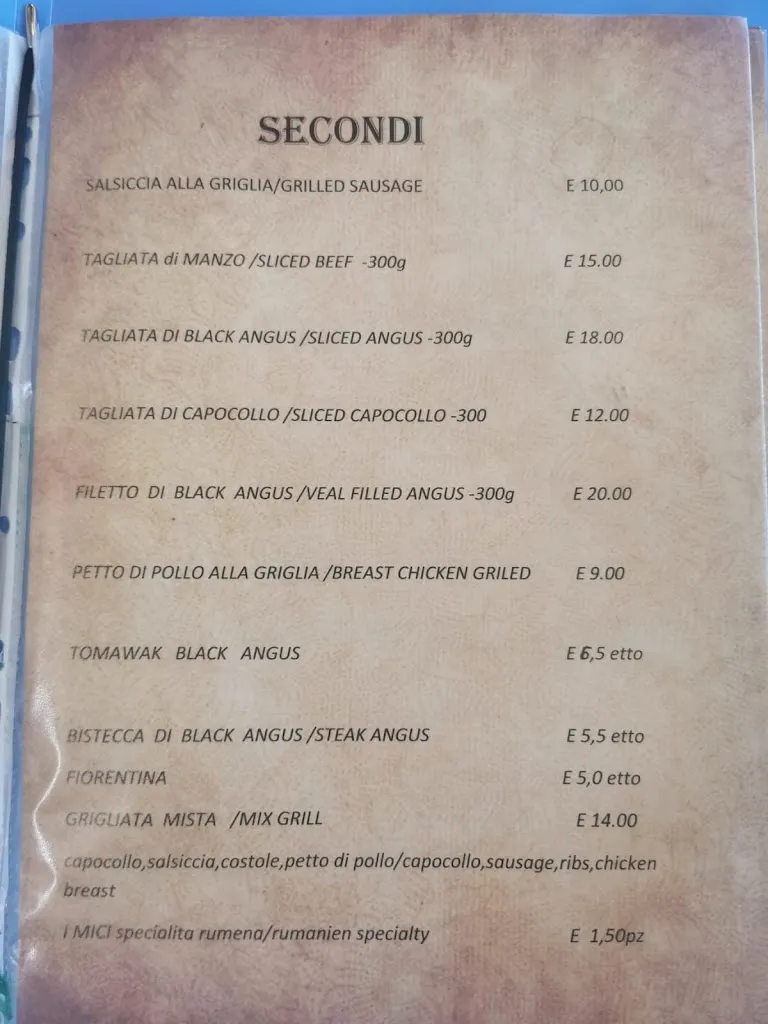 SECONDI
SALSICCIA ALLA GRIGLIA/GRILLED SAUSAGE E 10,00
TAGLIATA di MANZO /SLICED BEEF -300g E 15.00
TAGLIATA DI BLACK ANGUS /SLICED ANGUS -300g E 18.00
TAGLIATA DI CAPOCOLLO /SLICED CAPOCOLLO -300 E 12.00
FILETTO DI BLACK ANGUS /VEAL FILLED ANGUS -300g E 20.00
PETTO DI POLLO ALLA GRIGLIA /BREAST CHICKEN GRILED E 9.00
TOMAWAK BLACK ANGUS E 6,5 etto
BISTECCA DI BLACK ANGUS /STEAK ANGUS E 5,5 etto
FIORENTINA E 5,0 etto
GRIGLIATA MISTA /MIX GRILL E 14.00
capocollo,salsiccia,costole,petto di pollo/capocollo,sausage,ribs,chicken
breast
I MICI specialita rumena/rumanien specialty E 1,50pz